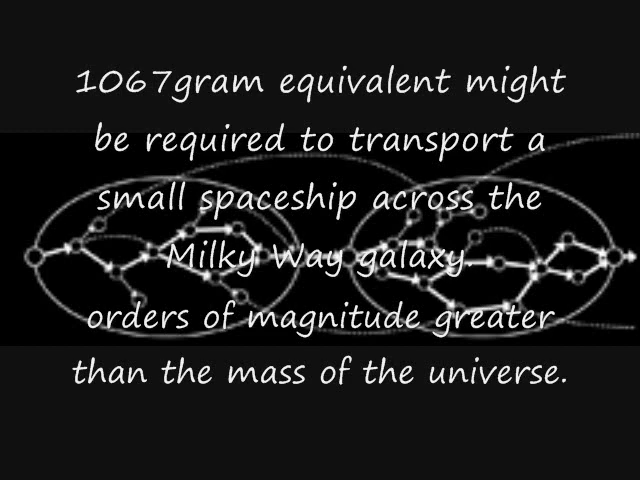 1067gram equivalent might
be required to transport a
small spaceship across the
Milky Way galaxy.
orders of magnitude greater
than the mass of the universe.